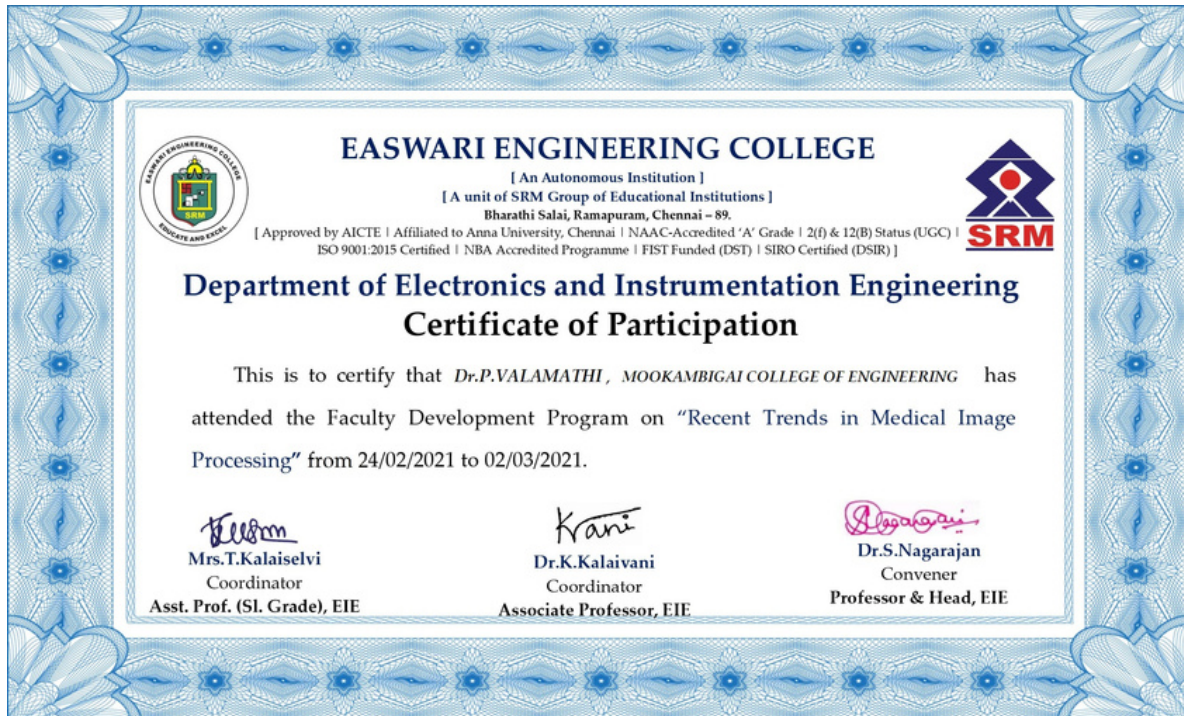 EASWARI ENGINEERING COLLEGE
[ An Autonomous Institution ]
[ A unit of SRM Group of Educational Institutions ]
Bharathi Salai, Ramapuram, Chennai – 89.
[ Approved by AICTE | Affiliated to Anna University, Chennai | NAAC-Accredited ‘A’ Grade | 2(f) & 12(B) Status (UGC) |
ISO 9001:2015 Certified | NBA Accredited Programme | FIST Funded (DST) | SIRO Certified (DSIR) ]
EASWARI ENGINEERING COLLEGE
SRM
EDUCATE AND EXCEL
SRM
Department of Electronics and Instrumentation Engineering
Certificate of Participation
This is to certify that Dr.P.VALAMATHI, MOOKAMBIGAI COLLEGE OF ENGINEERING has
attended the Faculty Development Program on “Recent Trends in Medical Image
Processing” from 24/02/2021 to 02/03/2021.
Mrs.T.Kalaiselvi
Coordinator
Asst. Prof. (Sl. Grade), EIE
Kvani
Dr.K.Kalaivani
Coordinator
Associate Professor, EIE
Dr.S.Nagarajan
Convener
Professor & Head, EIE